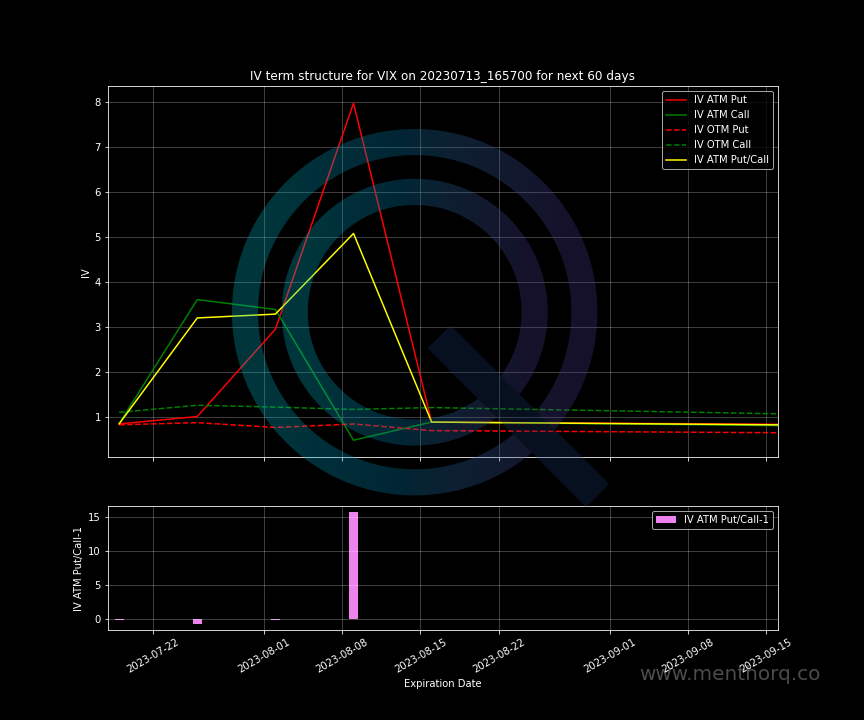 IV term structure for VIX on 20230713_165700 for next 60 days
8
7
6
5
4
3
2
1
IV
IV ATM Put
IV ATM Call
IV OTM Put
IV OTM Call
IV ATM Put/Call
15
10
5
0
IV ATM Put/Call-1
IV ATM Put/Call-1
2023-07-22
2023-08-01
2023-08-08
2023-08-15
2023-08-22
2023-09-01
2023-09-08
2023-09-15
Expiration Date
www.menthorq.co